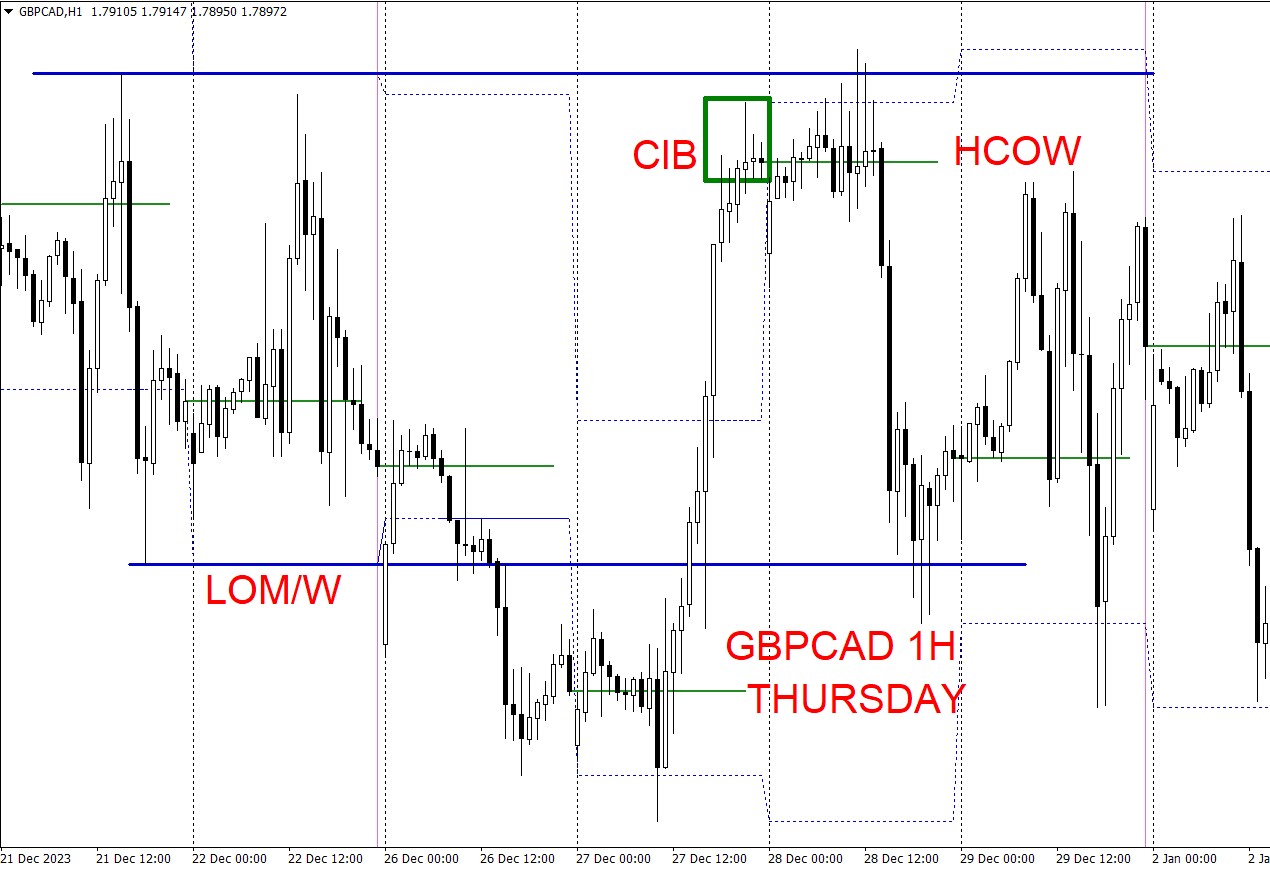 GBPCAD,H1 1.79105 1.79147 1.78950 1.78972
CIB
HCOW
LOM/W
GBPCAD 1H
THURSDAY
21 Dec 2023 21 Dec 12:00 22 Dec 00:00 22 Dec 12:00 26 Dec 00:00 26 Dec 12:00 27 Dec 00:00 27 Dec 12:00 28 Dec 00:00 28 Dec 12:00 29 Dec 00:00 29 Dec 12:00 2 Jan 00:00 2 Ja